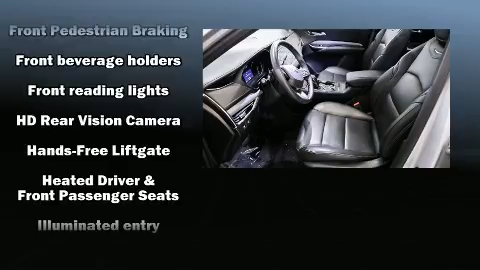 Front Pedestrian Braking
Front beverage holders
Front reading lights
HD Rear Vision Camera
Hands-Free Liftgate
Heated Driver &
Front Passenger Seats
Illuminated entry